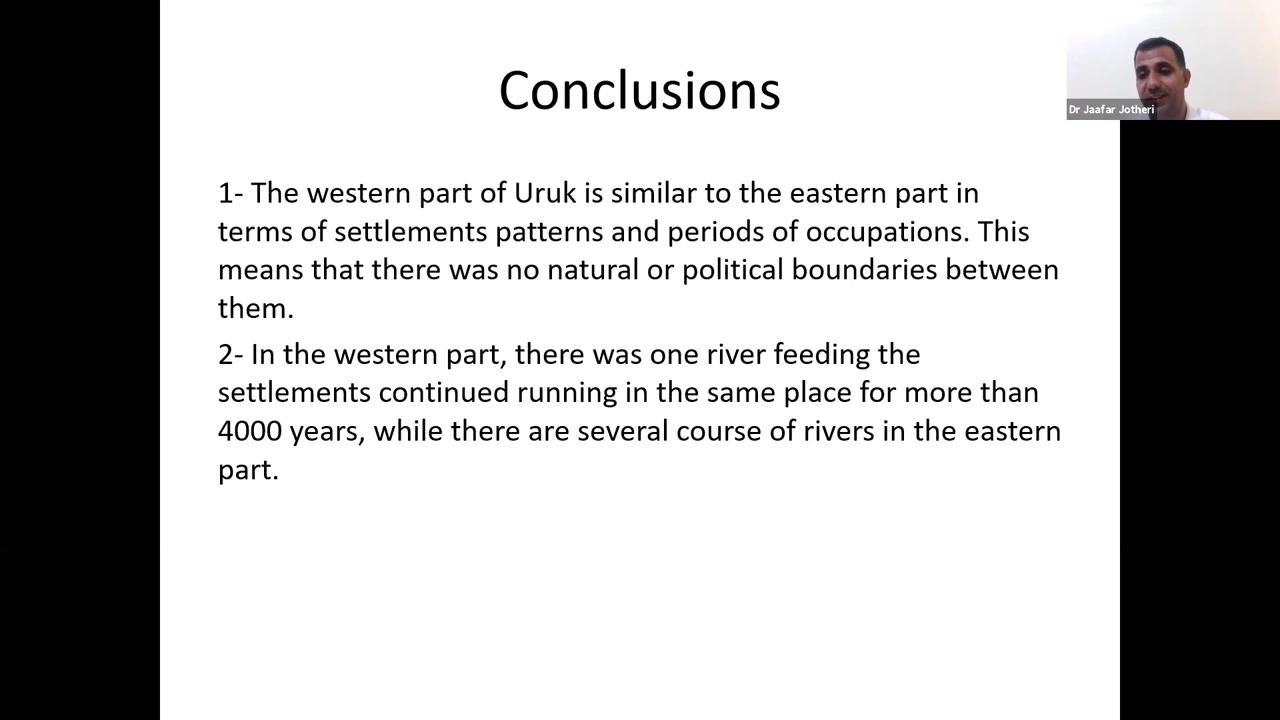 Conclusions
Dr Jaafar Jotheri
1- The western part of Uruk is similar to the eastern part in
terms of settlements patterns and periods of occupations. This
means that there was no natural or political boundaries between
them.
2- In the western part, there was one river feeding the
settlements continued running in the same place for more than
4000 years, while there are several course of rivers in the eastern
part.